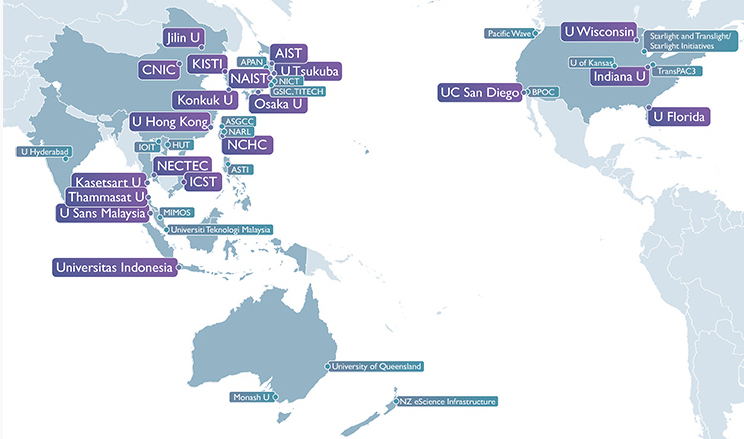 Pacific Wave
U Wisconsin
Starlight and Translight/
Starlight Initiatives
Jilin U
AIST
KISTI
APAN
CNIC
U Tsukuba
NAIST
NICT
GSIC, TITECH
U of Kansas
TransPAC3
Indiana U
Konkuk U
Osaka U
UC San Diego
BPOC
U Hong Kong
ASGCC
NARL
U Florida
NCHC
IOIT
HUT
U Hyderabad
NECTEC
ASTI
Kasetsart U
ICST
Thammasat U
U Sans Malaysia
MIMOS
Universiti Teknologi Malaysia
Universitas Indonesia
University of Queensland
Monash U
NZ eScience Infrastructure